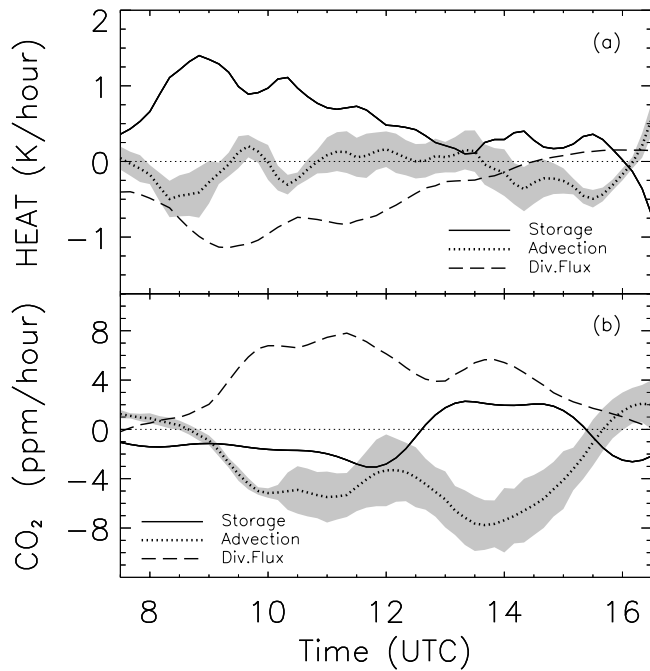 2
(a)
1
0
-1
HEAT (K/hour)
Storage
Advection
Div.Flux
8
(b)
4
0
-4
-8
CO₂ (ppm/hour)
Storage
Advection
Div.Flux
8 10 12 14 16
Time (UTC)